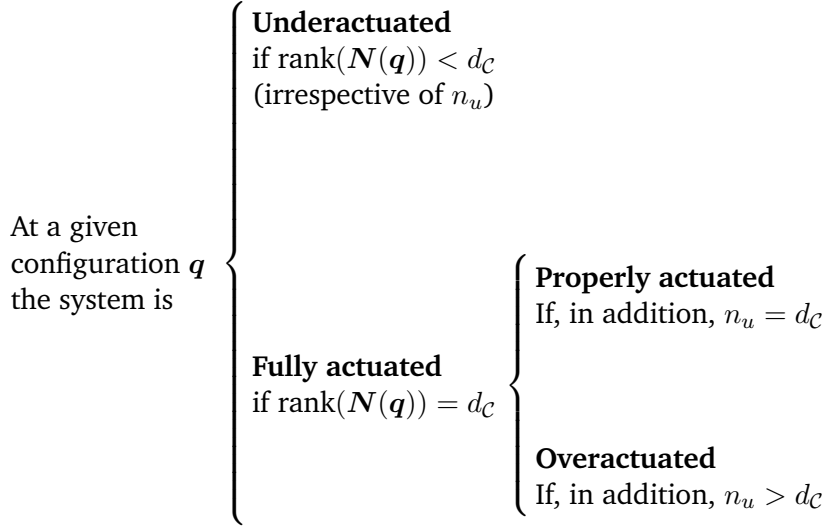 At a given
configuration q
the system is
Underactuated
if rank(N(q)) < d_C
(irrespective of n_u)
Fully actuated
if rank(N(q)) = d_C
Properly actuated
If, in addition, n_u = d_C
Overactuated
If, in addition, n_u > d_C